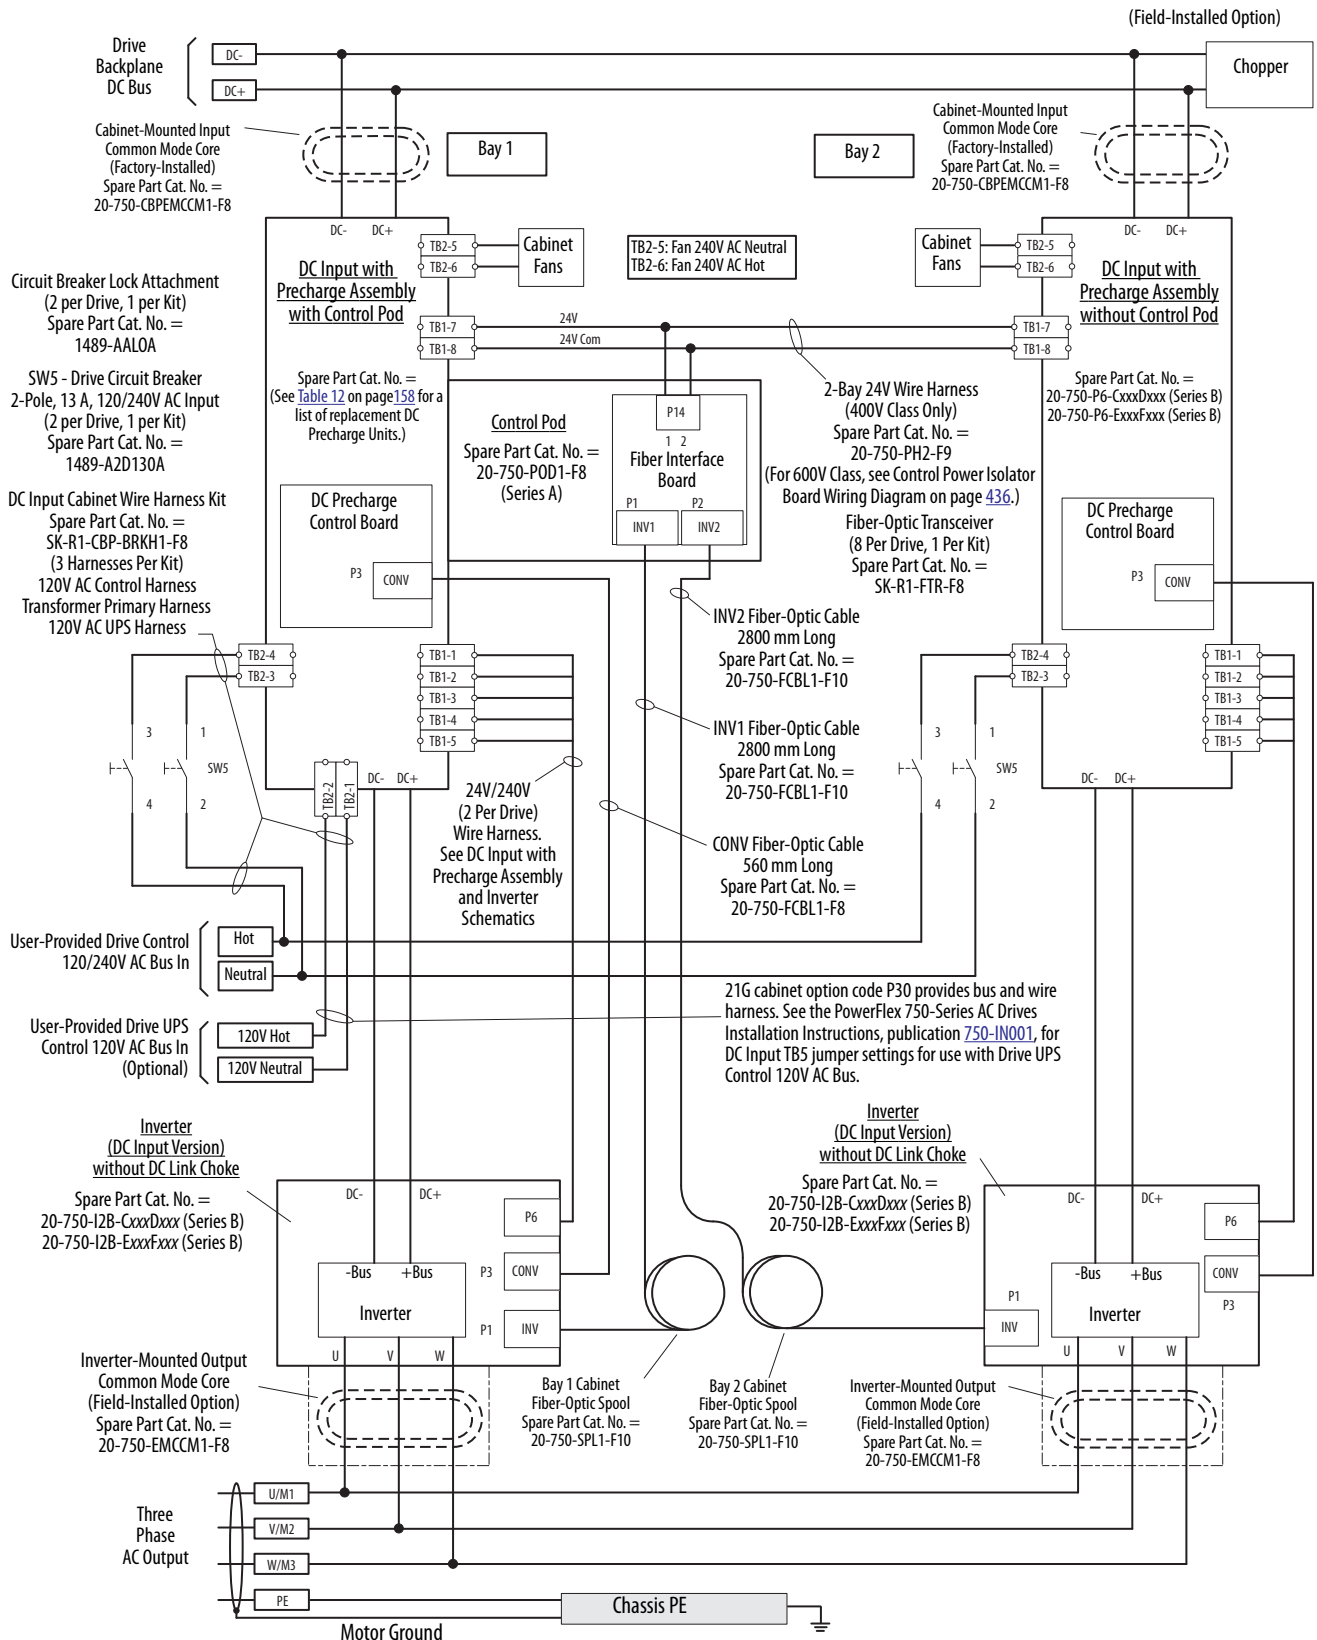 (Field-Installed Option)
Drive
Backplane
DC Bus
DC-
DC+
Chopper
Cabinet-Mounted Input
Common Mode Core
(Factory-Installed)
Spare Part Cat. No. =
20-750-CBPEMCCM1-F8
Bay 1
Bay 2
Cabinet-Mounted Input
Common Mode Core
(Factory-Installed)
Spare Part Cat. No. =
20-750-CBPEMCCM1-F8
DC-
DC+
TB2-5
TB2-6
Cabinet
Fans
TB2-5: Fan 240V AC Neutral
TB2-6: Fan 240V AC Hot
Cabinet
Fans
TB2-5
TB2-6
DC-
DC+
DC Input with
Precharge Assembly
with Control Pod
DC Input with
Precharge Assembly
without Control Pod
Circuit Breaker Lock Attachment
(2 per Drive, 1 per Kit)
Spare Part Cat. No. =
1489-AALOA
TB1-7
TB1-8
24V
24V Com
TB1-7
TB1-8
SW5 - Drive Circuit Breaker
2-Pole, 13 A, 120/240V AC Input
(2 per Drive, 1 per Kit)
Spare Part Cat. No. =
1489-A2D130A
Spare Part Cat. No. =
(See Table 12 on page158 for a
list of replacement DC
Precharge Units.)
Control Pod
Spare Part Cat. No. =
20-750-POD1-F8
(Series A)
P14
1 2
Fiber Interface
Board
P1
P2
INV1
INV2
2-Bay 24V Wire Harness
(400V Class Only)
Spare Part Cat. No. =
20-750-PH2-F9
(For 600V Class, see Control Power Isolator
Board Wiring Diagram on page 436.)
Spare Part Cat. No. =
20-750-P6-CxxxDxxx (Series B)
20-750-P6-ExxxFxxx (Series B)
Fiber-Optic Transceiver
(8 Per Drive, 1 Per Kit)
Spare Part Cat. No. =
SK-R1-FTR-F8
DC Input Cabinet Wire Harness Kit
Spare Part Cat. No. =
SK-R1-CBP-BRKH1-F8
(3 Harnesses Per Kit)
120V AC Control Harness
Transformer Primary Harness
120V AC UPS Harness
DC Precharge
Control Board
P3
CONV
DC Precharge
Control Board
P3
CONV
INV2 Fiber-Optic Cable
2800 mm Long
Spare Part Cat. No. =
20-750-FCBL1-F10
TB2-4
TB2-3
TB1-1
TB1-2
TB1-3
TB1-4
TB1-5
TB2-4
TB2-3
TB1-1
TB1-2
TB1-3
TB1-4
TB1-5
INV1 Fiber-Optic Cable
2800 mm Long
Spare Part Cat. No. =
20-750-FCBL1-F10
3
1
SW5
4
2
3
1
SW5
4
2
TB2-2
TB2-1
DC-
DC+
DC-
DC+
24V/240V
(2 Per Drive)
Wire Harness.
See DC Input with
Precharge Assembly
and Inverter
Schematics
CONV Fiber-Optic Cable
560 mm Long
Spare Part Cat. No. =
20-750-FCBL1-F8
User-Provided Drive Control
120/240V AC Bus In
Hot
Neutral
User-Provided Drive UPS
Control 120V AC Bus In
(Optional)
120V Hot
120V Neutral
21G cabinet option code P30 provides bus and wire
harness. See the PowerFlex 750-Series AC Drives
Installation Instructions, publication 750-IN001, for
DC Input TB5 jumper settings for use with Drive UPS
Control 120V AC Bus.
Inverter
(DC Input Version)
without DC Link Choke
Spare Part Cat. No. =
20-750-I2B-CxxxDxxx (Series B)
20-750-I2B-ExxxFxxx (Series B)
Inverter
(DC Input Version)
without DC Link Choke
Spare Part Cat. No. =
20-750-I2B-CxxxDxxx (Series B)
20-750-I2B-ExxxFxxx (Series B)
DC-
DC+
P6
P3
CONV
P1
INV
-Bus
+Bus
Inverter
U
V
W
DC-
DC+
P6
CONV
P3
P1
INV
-Bus
+Bus
Inverter
U
V
W
Inverter-Mounted Output
Common Mode Core
(Field-Installed Option)
Spare Part Cat. No. =
20-750-EMCCM1-F8
Bay 1 Cabinet
Fiber-Optic Spool
Spare Part Cat. No. =
20-750-SPL1-F10
Bay 2 Cabinet
Fiber-Optic Spool
Spare Part Cat. No. =
20-750-SPL1-F10
Inverter-Mounted Output
Common Mode Core
(Field-Installed Option)
Spare Part Cat. No. =
20-750-EMCCM1-F8
Three
Phase
AC Output
U/M1
V/M2
W/M3
PE
Chassis PE
Motor Ground